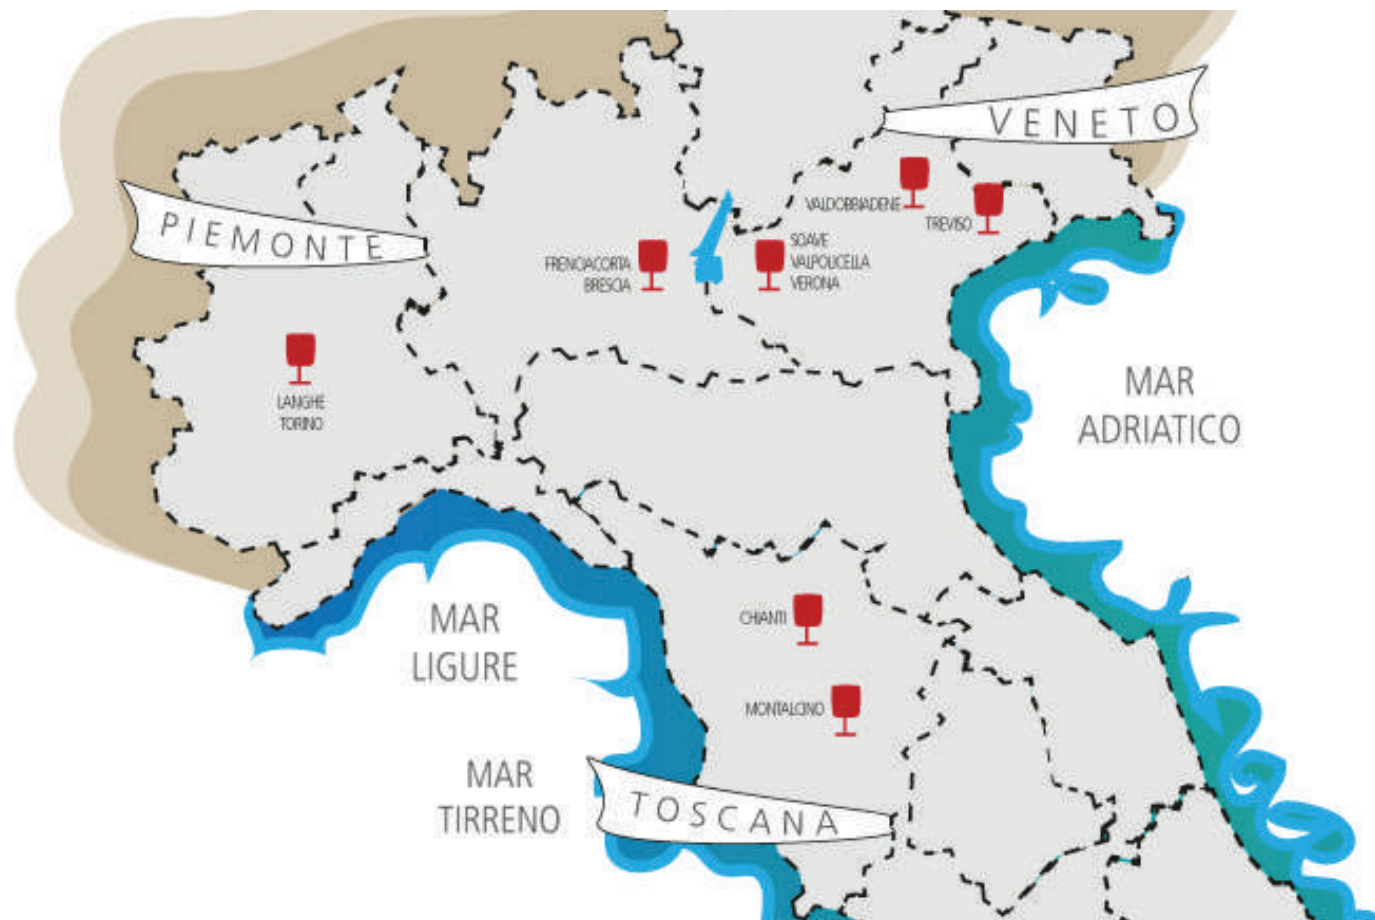 VENETO
PIEMONTE
VALDOBBIADENE
TREVISO
FRENCIACORTA
BRESCIA
SOAVE
VALPOLICELLA
VERONA
LANGHE
TORINO
MAR
ADRIATICO
CHIANTI
MAR
LIGURE
MONTALCINO
MAR
TIRRENO
TOSCANA